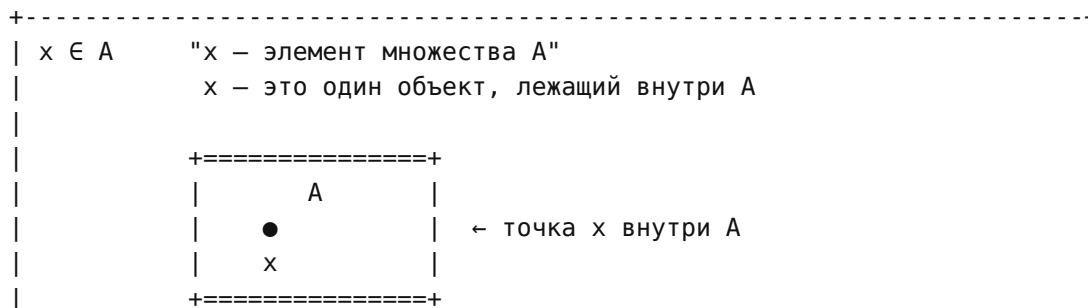 +-----------------------------------------------------------------------
| x ∈ A     "x — элемент множества A"
|            x — это один объект, лежащий внутри A
|
|           +===============+
|           |       A       |
|           |    ●          |  ← точка x внутри A
|           |    x          |
|           +===============+